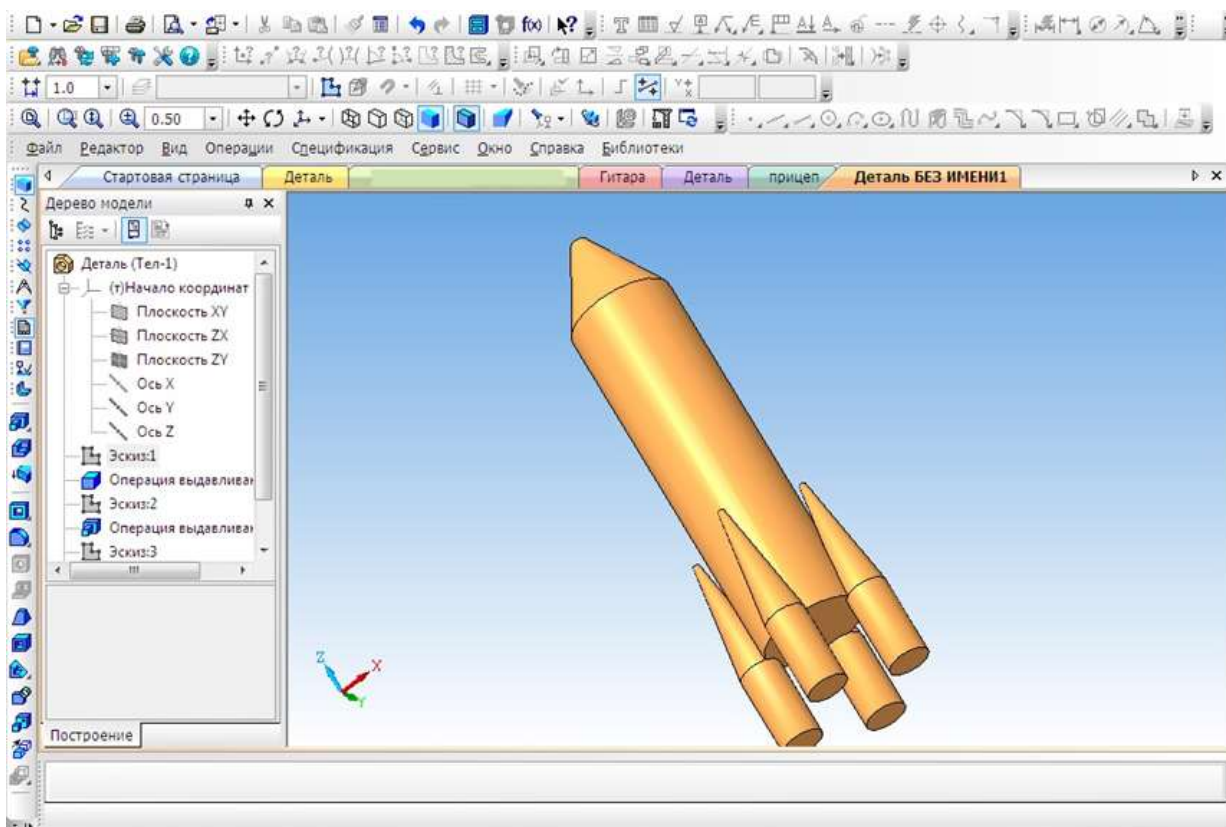 f(x)
1.0
0.50
Файл Редактор Вид Операции Спецификация Сервис Окно Справка Библиотеки
Стартовая страница Деталь Гитара Деталь прицеп Деталь БЕЗ ИМЕНИ1
Дерево модели
Деталь (Тел-1)
(т)Начало координат
Плоскость XY
Плоскость ZX
Плоскость ZY
Ось X
Ось Y
Ось Z
Эскиз:1
Операция выдавливан
Эскиз:2
Операция выдавливан
Эскиз:3
Z
X
Y
Построение